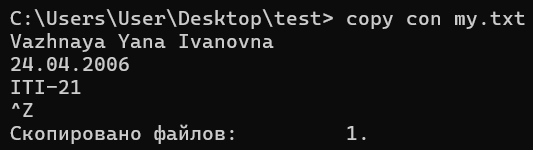 C:\Users\User\Desktop\test> copy con my.txt
Vazhnaya Yana Ivanovna
24.04.2006
ITI-21
^Z
Скопировано файлов:         1.